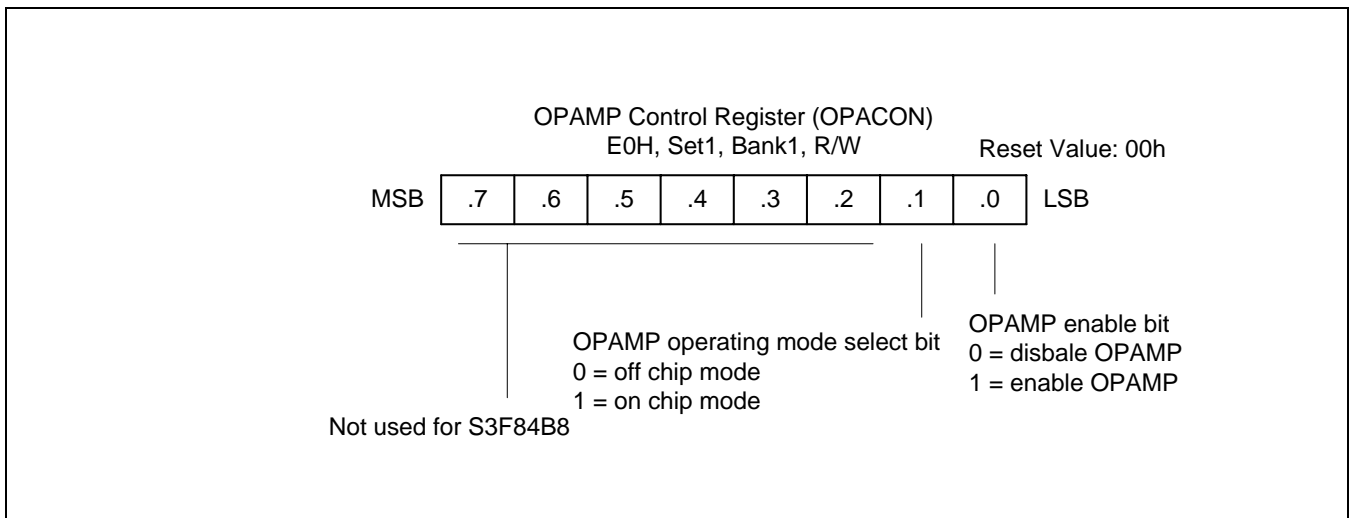 OPAMP Control Register (OPACON)
E0H, Set1, Bank1, R/W
Reset Value: 00h
MSB .7 .6 .5 .4 .3 .2 .1 .0 LSB
OPAMP enable bit
0 = disbale OPAMP
1 = enable OPAMP
OPAMP operating mode select bit
0 = off chip mode
1 = on chip mode
Not used for S3F84B8